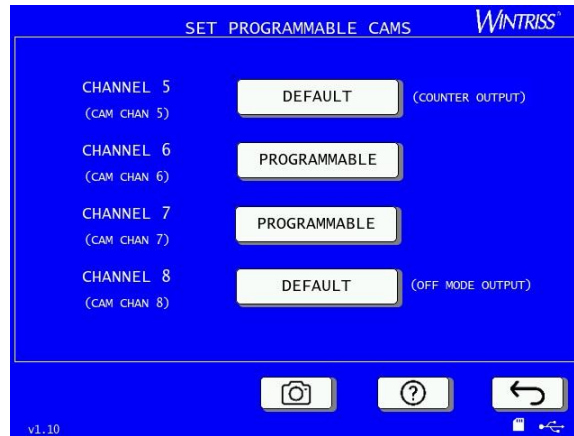 SET PROGRAMMABLE CAMS
WINTRISS®
CHANNEL 5
(CAM CHAN 5)
DEFAULT
(COUNTER OUTPUT)
CHANNEL 6
(CAM CHAN 6)
PROGRAMMABLE
CHANNEL 7
(CAM CHAN 7)
PROGRAMMABLE
CHANNEL 8
(CAM CHAN 8)
DEFAULT
(OFF MODE OUTPUT)
?
v1.10